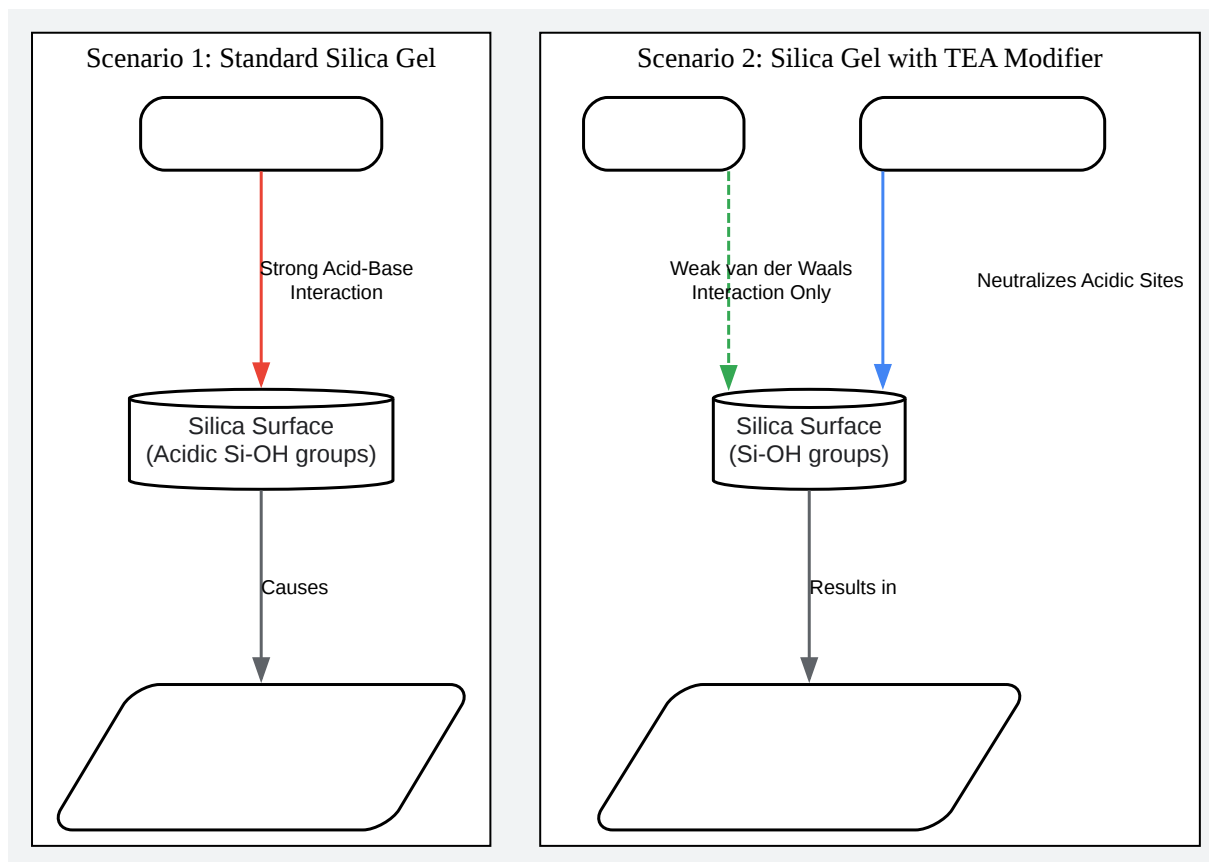 Scenario 1: Standard Silica Gel
Strong Acid-Base
Interaction
Silica Surface
(Acidic Si-OH groups)
Causes
Scenario 2: Silica Gel with TEA Modifier
Weak van der Waals
Interaction Only
Neutralizes Acidic Sites
Silica Surface
(Si-OH groups)
Results in